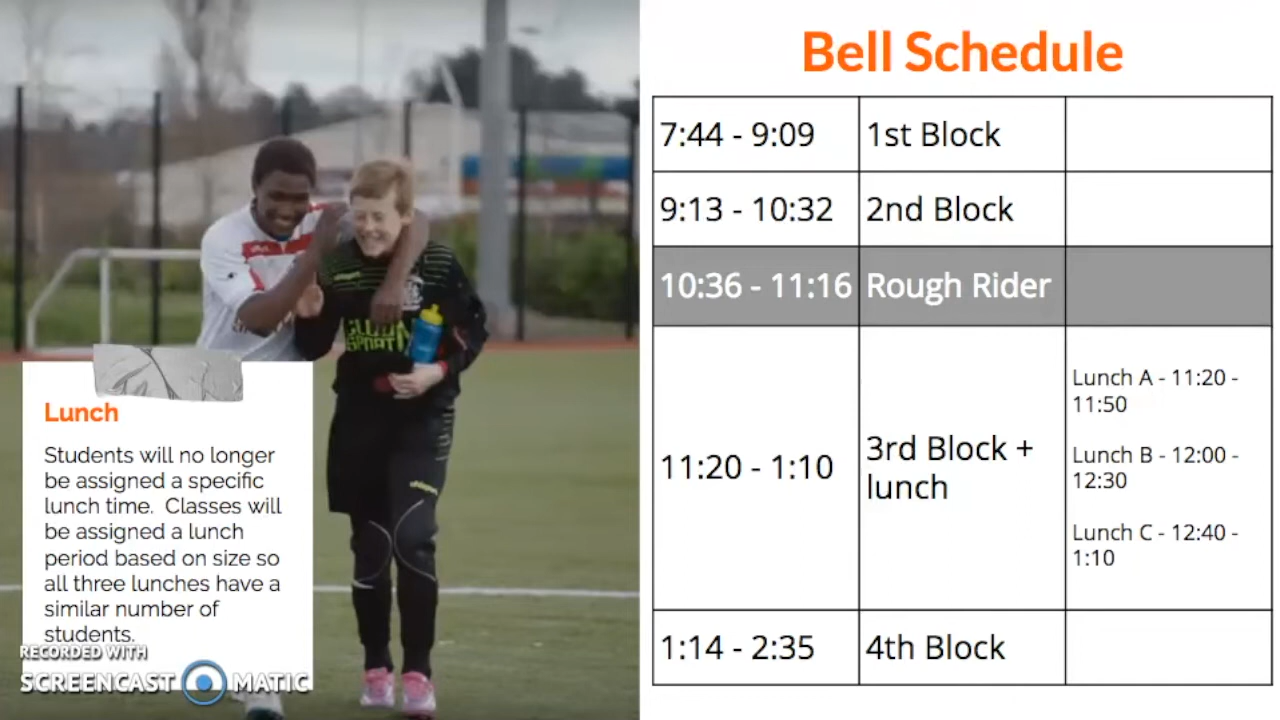 Bell Schedule
7:44 - 9:09 1st Block
9:13 - 10:32 2nd Block
10:36 - 11:16 Rough Rider
11:20 - 1:10
3rd Block +
lunch
Lunch A - 11:20 -
11:50
Lunch B - 12:00 -
12:30
Lunch C - 12:40 -
1:10
1:14 - 2:35 4th Block
Lunch
Students will no longer
be assigned a specific
lunch time. Classes will
be assigned a lunch
period based on size so
all three lunches have a
similar number of
students.
RECORDED WITH
SCREENCAST MATIC
uhlsport